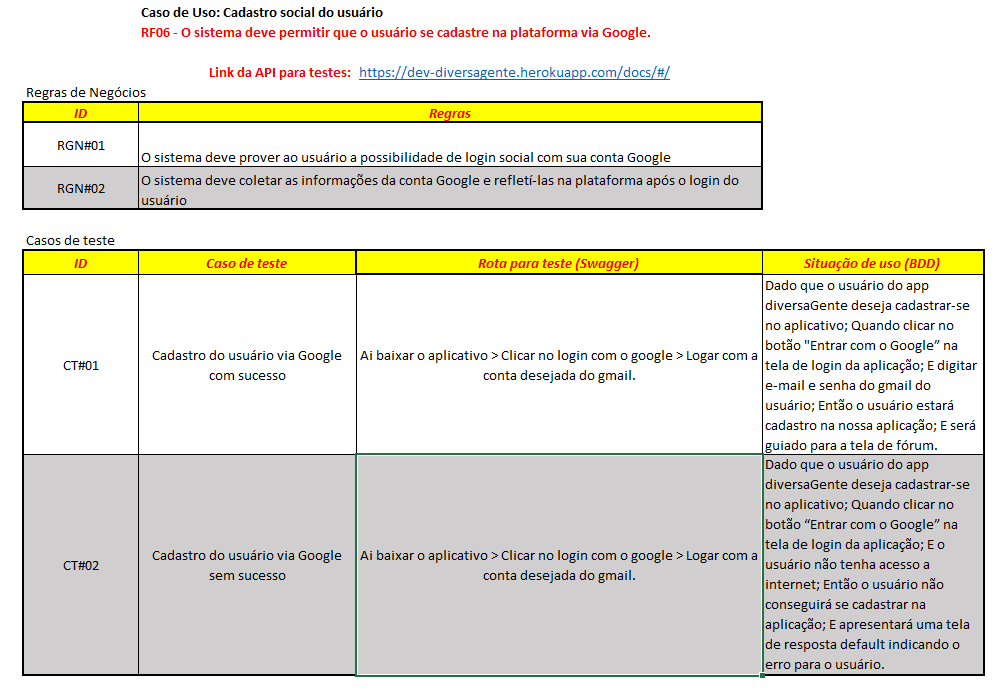 Caso de Uso: Cadastro social do usuário
RF06 - O sistema deve permitir que o usuário se cadastre na plataforma via Google.
Link da API para testes: https://dev-diversagente.herokuapp.com/docs/#/
Regras de Negócios
ID
Regras
RGN#01
O sistema deve prover ao usuário a possibilidade de login social com sua conta Google
RGN#02
O sistema deve coletar as informações da conta Google e refletí-las na plataforma após o login do
usuário
Casos de teste
ID
Caso de teste
Rota para teste (Swagger)
Situação de uso (BDD)
CT#01
Cadastro do usuário via Google
com sucesso
Ai baixar o aplicativo > Clicar no login com o google > Logar com a
conta desejada do gmail.
Dado que o usuário do app
diversaGente deseja cadastrar-se
no aplicativo; Quando clicar no
botão "Entrar com o Google” na
tela de login da aplicação; E digitar
e-mail e senha do gmail do
usuário; Então o usuário estará
cadastro na nossa aplicação; E será
guiado para a tela de fórum.
CT#02
Cadastro do usuário via Google
sem sucesso
Ai baixar o aplicativo > Clicar no login com o google > Logar com a
conta desejada do gmail.
Dado que o usuário do app
diversaGente deseja cadastrar-se
no aplicativo; Quando clicar no
botão “Entrar com o Google” na
tela de login da aplicação; E o
usuário não tenha acesso a
internet; Então o usuário não
conseguirá se cadastrar na
aplicação; E apresentará uma tela
de resposta default indicando o
erro para o usuário.